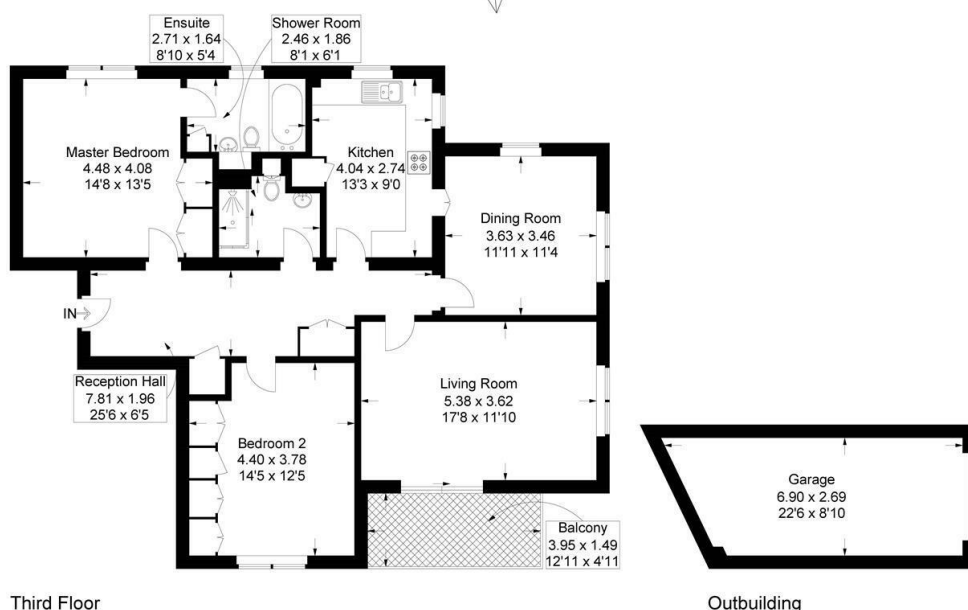 Ensuite
2.71 x 1.64
8'10 x 5'4
Shower Room
2.46 x 1.86
8'1 x 6'1
Master Bedroom
4.48 x 4.08
14'8 x 13'5
Kitchen
4.04 x 2.74
13'3 x 9'0
Dining Room
3.63 x 3.46
11'11 x 11'4
IN
Reception Hall
7.81 x 1.96
25'6 x 6'5
Living Room
5.38 x 3.62
17'8 x 11'10
Bedroom 2
4.40 x 3.78
14'5 x 12'5
Garage
6.90 x 2.69
22'6 x 8'10
Balcony
3.95 x 1.49
12'11 x 4'11
Third Floor
Outbuilding